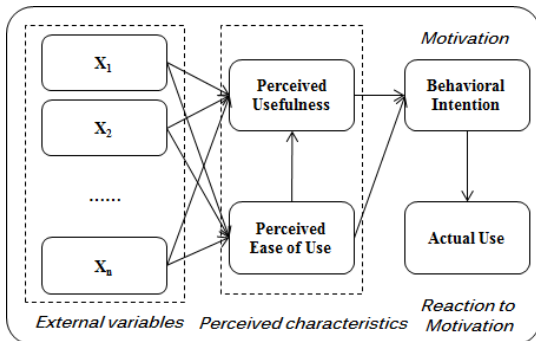 Motivation
X1
Perceived
Usefulness
Behavioral
Intention
X2
......
Perceived
Ease of Use
Actual Use
Xn
External variables
Perceived characteristics
Reaction to
Motivation